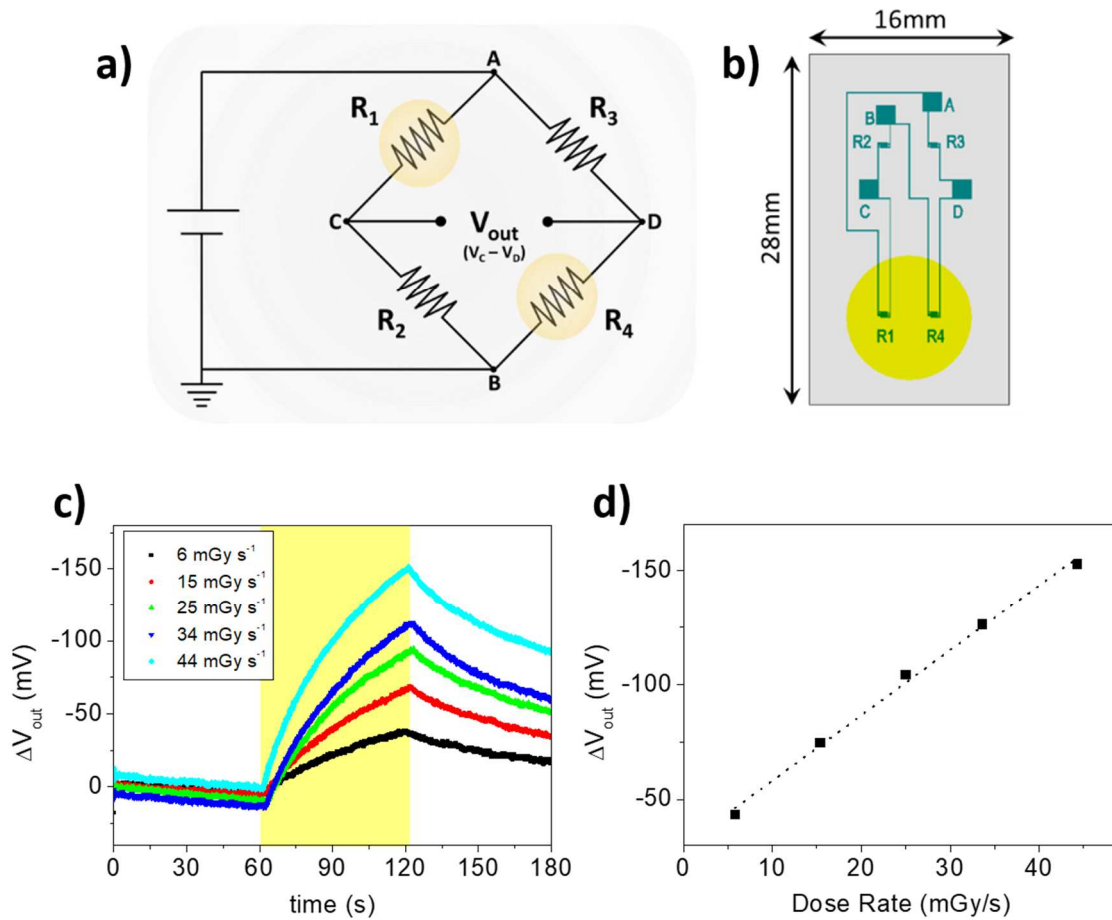 a)
A
R1
R3
C
Vout
(VC – VD)
D
R2
R4
B
b)
16mm
28mm
A
B
R2
R3
C
D
R1
R4
c)
6 mGy s-1
15 mGy s-1
25 mGy s-1
34 mGy s-1
44 mGy s-1
-150
-100
-50
0
ΔVout (mV)
0 30 60 90 120 150 180
time (s)
d)
-150
-100
-50
ΔVout (mV)
0 10 20 30 40
Dose Rate (mGy/s)